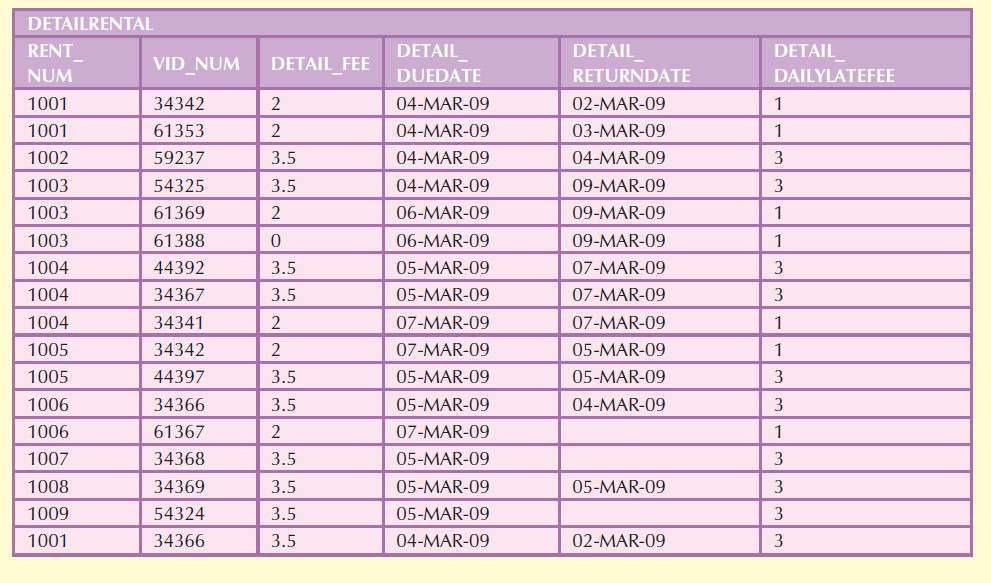 DETAILRENTAL
RENT_ NUM VID_NUM DETAIL_FEE DETAIL_ DUEDATE DETAIL_ RETURNDATE DETAIL_ DAILYLATEFEE
1001 34342 2 04-MAR-09 02-MAR-09 1
1001 61353 2 04-MAR-09 03-MAR-09 1
1002 59237 3.5 04-MAR-09 04-MAR-09 3
1003 54325 3.5 04-MAR-09 09-MAR-09 3
1003 61369 2 06-MAR-09 09-MAR-09 1
1003 61388 0 06-MAR-09 09-MAR-09 1
1004 44392 3.5 05-MAR-09 07-MAR-09 3
1004 34367 3.5 05-MAR-09 07-MAR-09 3
1004 34341 2 07-MAR-09 07-MAR-09 1
1005 34342 2 07-MAR-09 05-MAR-09 1
1005 44397 3.5 05-MAR-09 05-MAR-09 3
1006 34366 3.5 05-MAR-09 04-MAR-09 3
1006 61367 2 07-MAR-09 1
1007 34368 3.5 05-MAR-09 3
1008 34369 3.5 05-MAR-09 05-MAR-09 3
1009 54324 3.5 05-MAR-09 3
1001 34366 3.5 04-MAR-09 02-MAR-09 3